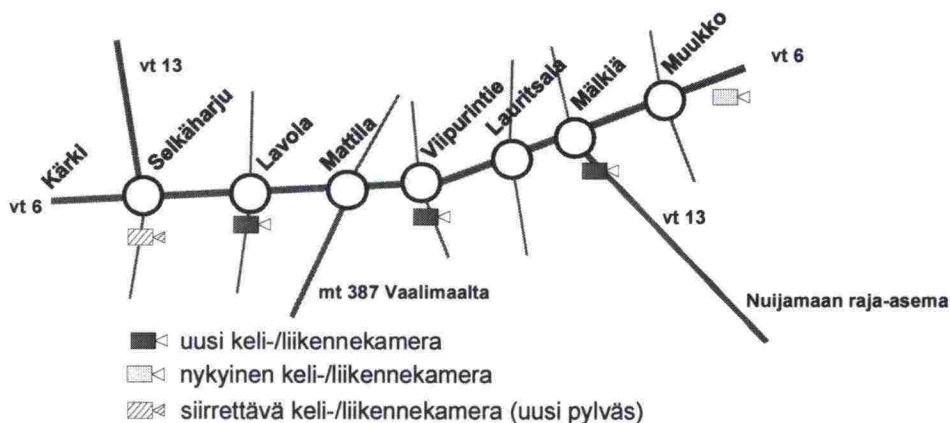 vt 13
Kärki
Selkäharju
Lavola
Mattila
Viipurintie
Lauritsala
Mälkiä
Muukko
vt 6
vt 6
vt 13
mt 387 Vaalimaalta
Nuijamaan raja-asema
uusi keli-/liikennekamera
nykyinen keli-/liikennekamera
siirrettävä keli-/liikennekamera (uusi pylväs)